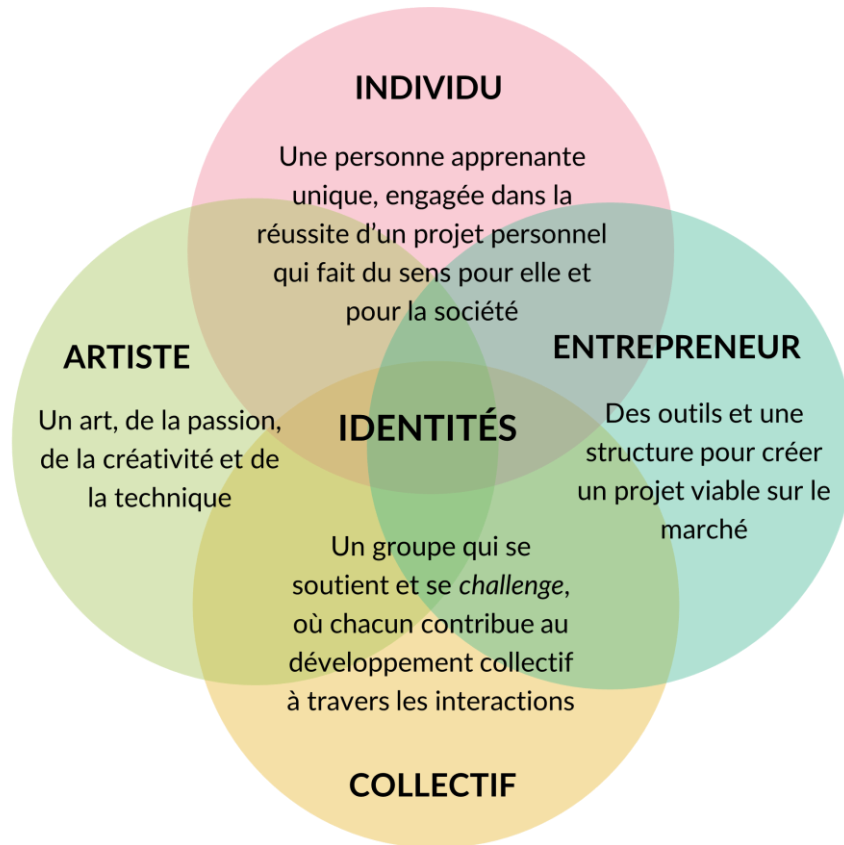 INDIVIDU
Une personne apprenante
unique, engagée dans la
réussite d'un projet personnel
qui fait du sens pour elle et
pour la société
ARTISTE
Un art, de la passion,
de la créativité et de
la technique
IDENTITÉS
ENTREPRENEUR
Des outils et une
structure pour créer
un projet viable sur le
marché
Un groupe qui se
soutient et se challenge,
où chacun contribue au
développement collectif
à travers les interactions
COLLECTIF